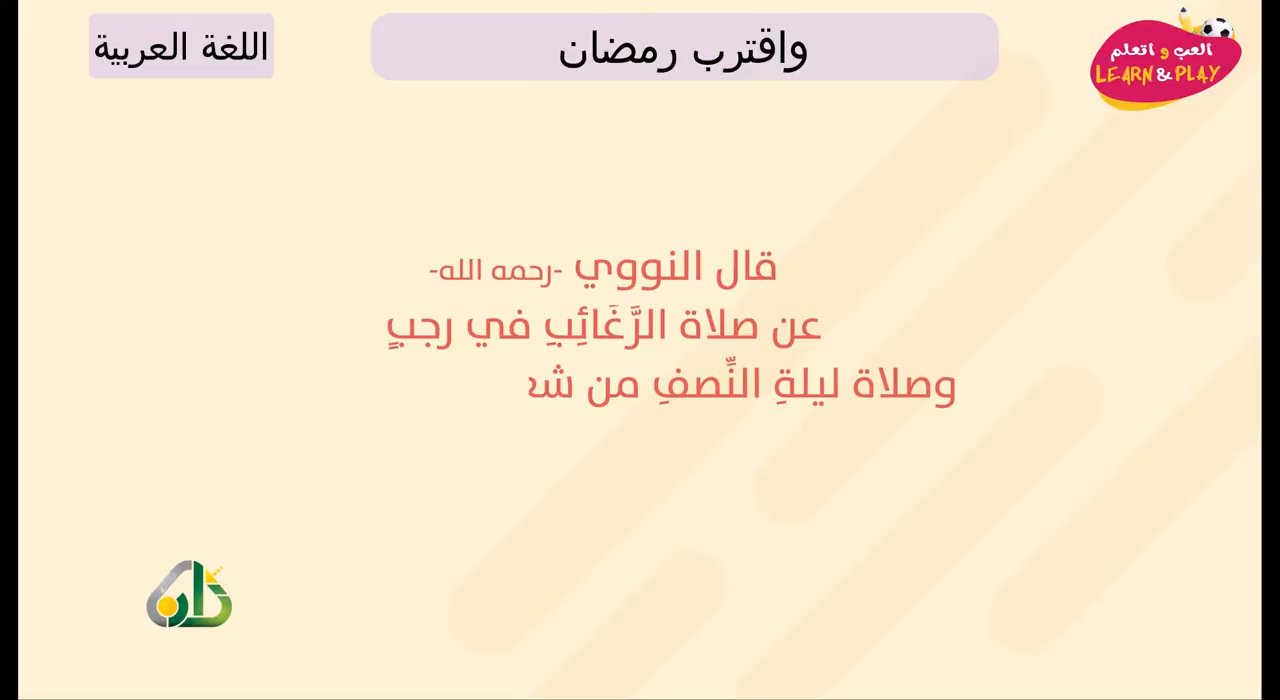 اللغة العربية
واقترب رمضان
العب و اتعلم
LEARN & PLAY
قال النووي -رحمه الله-
عن صلاة الرَّغَائِبِ في رجبٍ
وصلاة ليلةِ النِّصفِ من شع